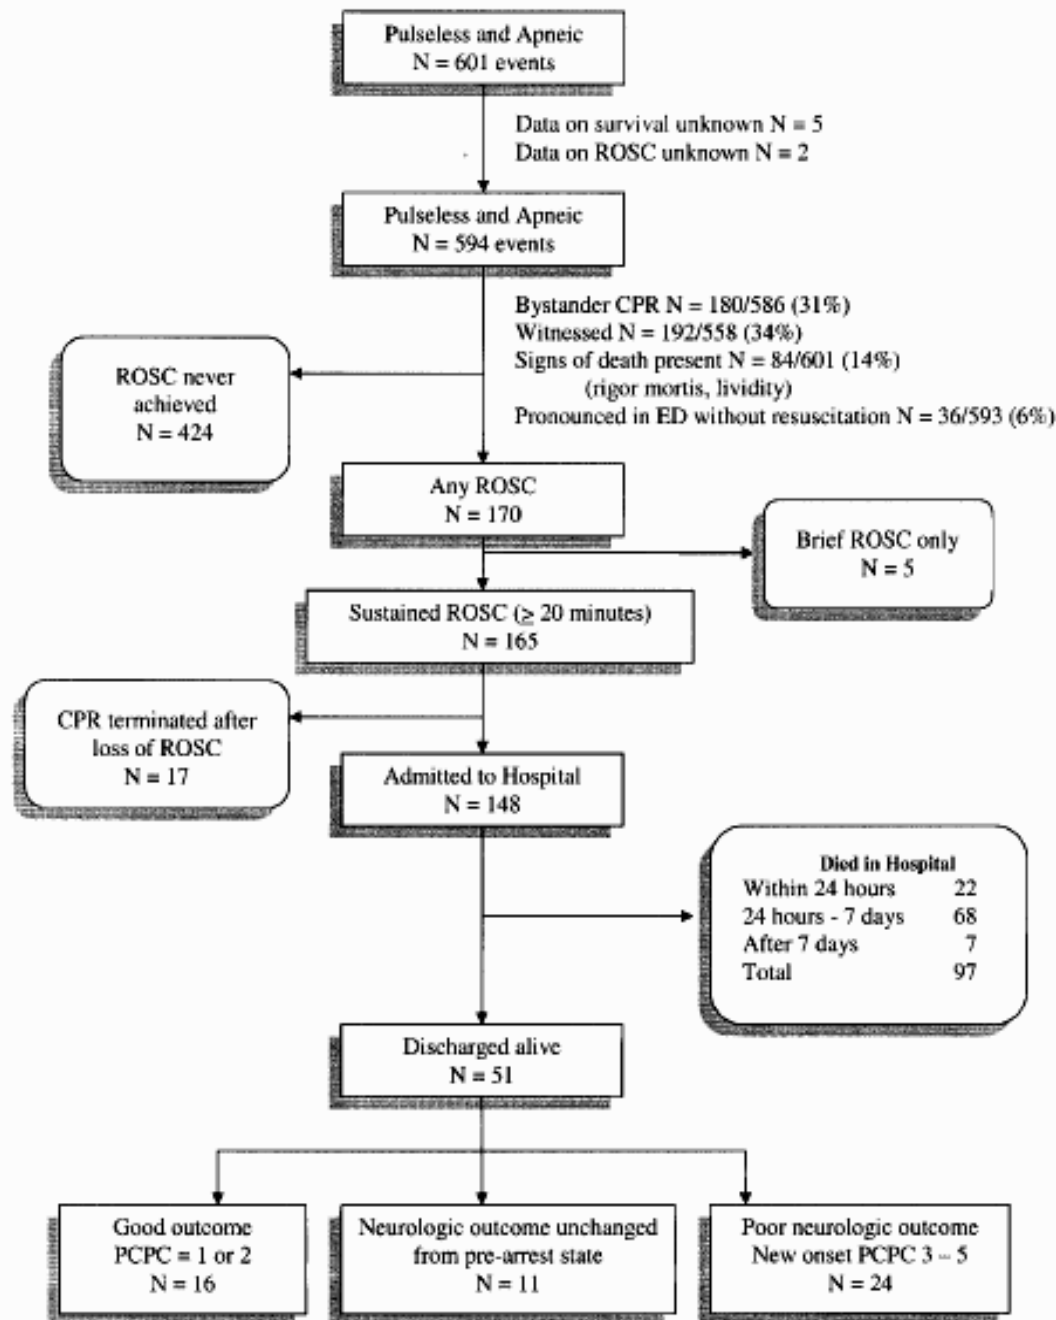 Pulseless and Apneic
N = 601 events
Data on survival unknown N = 5
Data on ROSC unknown N = 2
Pulseless and Apneic
N = 594 events
Bystander CPR N = 180/586 (31%)
Witnessed N = 192/558 (34%)
Signs of death present N = 84/601 (14%)
(rigor mortis, lividity)
Pronounced in ED without resuscitation N = 36/593 (6%)
ROSC never
achieved
N = 424
Any ROSC
N = 170
Brief ROSC only
N = 5
Sustained ROSC (≥ 20 minutes)
N = 165
CPR terminated after
loss of ROSC
N = 17
Admitted to Hospital
N = 148
Died in Hospital
Within 24 hours 22
24 hours - 7 days 68
After 7 days 7
Total 97
Discharged alive
N = 51
Good outcome
PCPC = 1 or 2
N = 16
Neurologic outcome unchanged
from pre-arrest state
N = 11
Poor neurologic outcome
New onset PCPC 3 – 5
N = 24